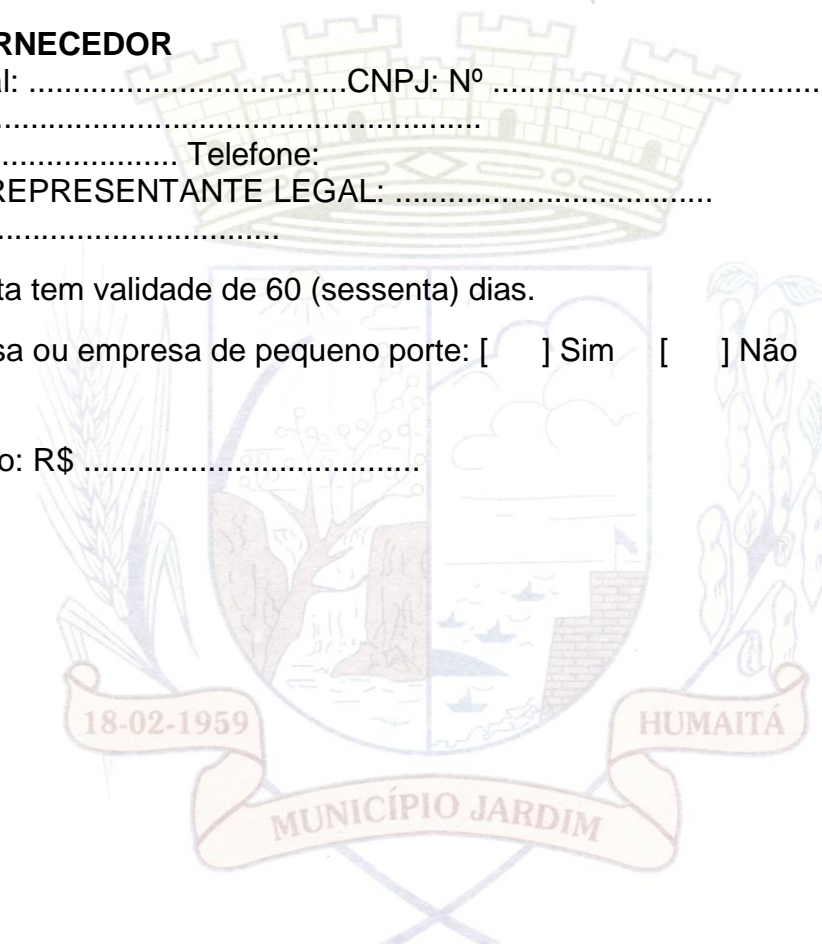 RNECEDOR
l: ....................................CNPJ: Nº .....................................
......................................................
..................... Telefone:
REPRESENTANTE LEGAL: ....................................
................................
ta tem validade de 60 (sessenta) dias.
sa ou empresa de pequeno porte: [ ] Sim [ ] Não
o: R$ ......................................
18-02-1959
HUMAITÁ
MUNICÍPIO JARDIM